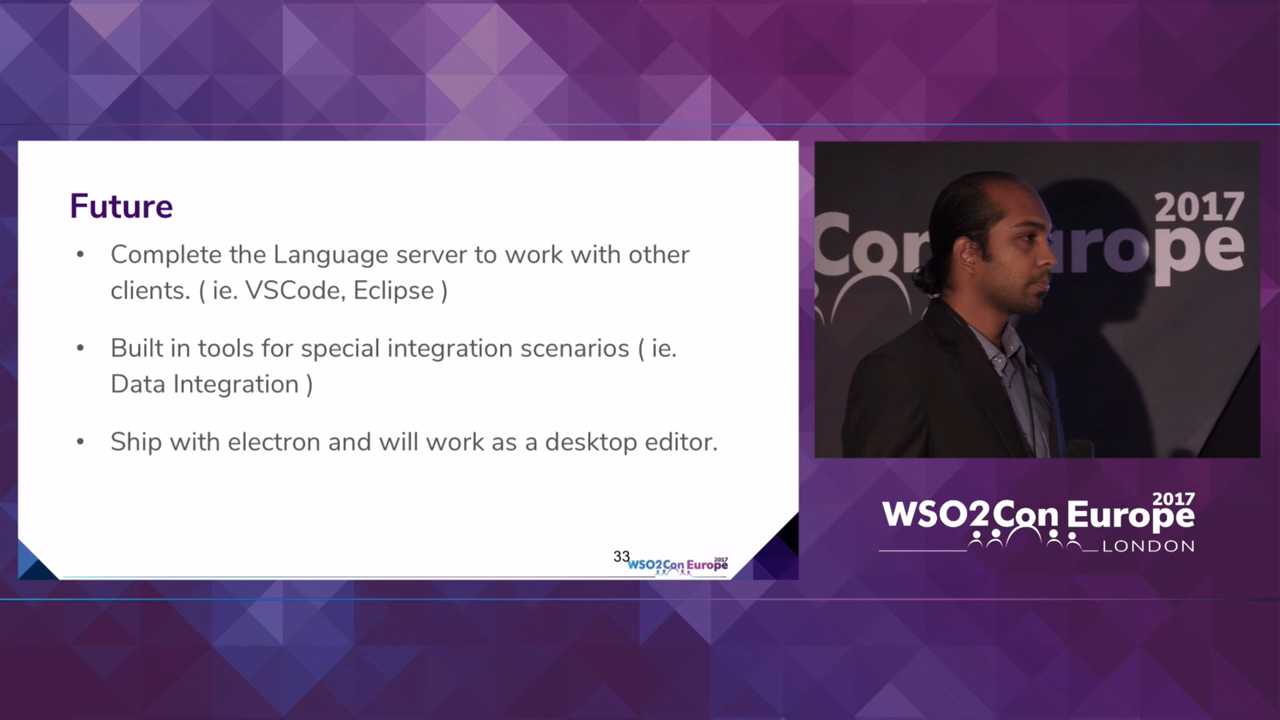 Future
• Complete the Language server to work with other
clients. ( ie. VSCode, Eclipse )
• Built in tools for special integration scenarios ( ie.
Data Integration )
• Ship with electron and will work as a desktop editor.
33
WSO2Con Europe 2017
2017
Con Europe
WSO2Con Europe 2017
LONDON